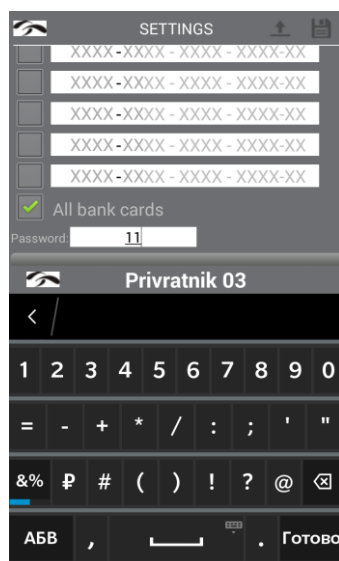 SETTINGS
XXXX-XXXX - XXXX - XXXX-XX
XXXX-XXXX - XXXX - XXXX-XX
XXXX-XXXX - XXXX - XXXX-XX
XXXX-XXXX - XXXX - XXXX-XX
XXXX-XXXX - XXXX - XXXX-XX
All bank cards
Password: 11
Privratnik 03
1 2 3 4 5 6 7 8 9 0
= - + * / : ; ' "
&% ₽ # ( ) ! ? @
АБВ , . Готово